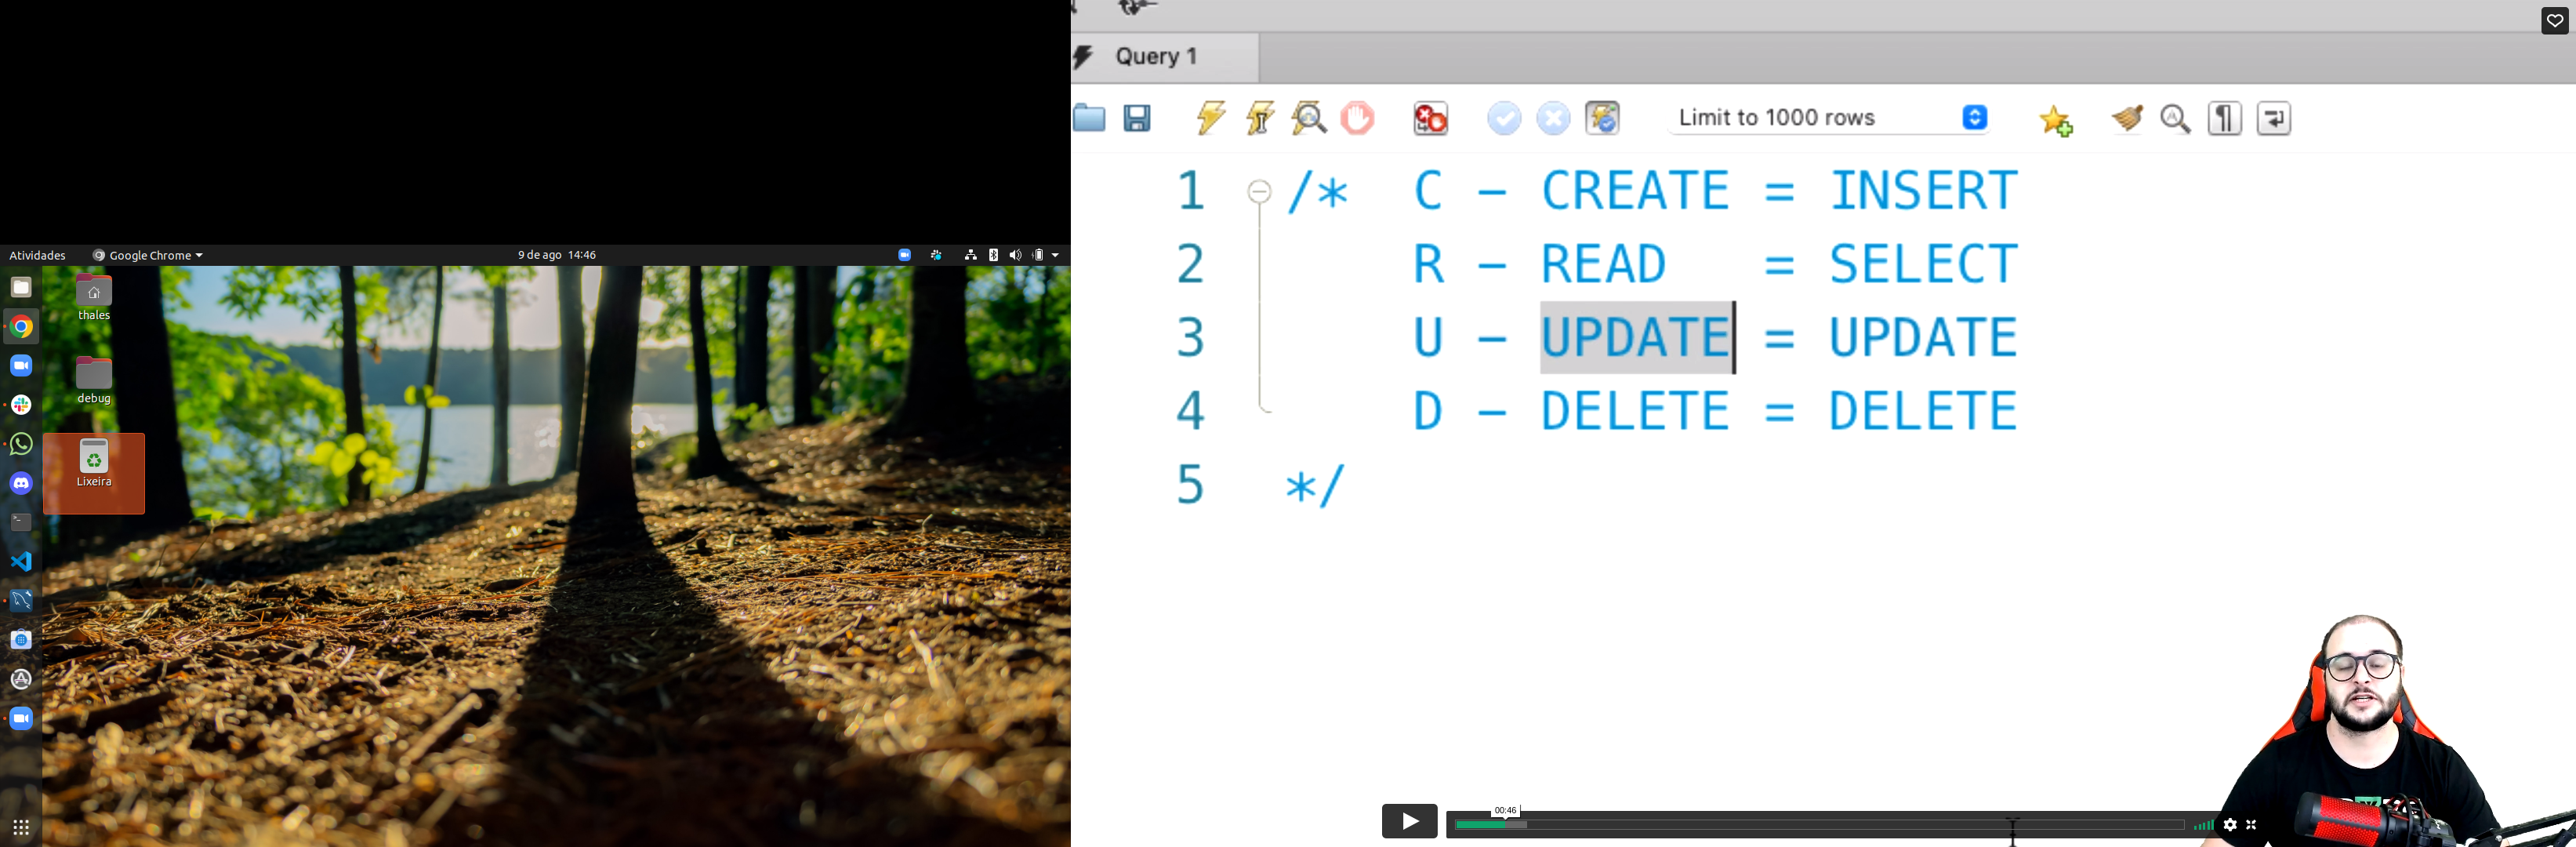 Atividades Google Chrome 9 de ago 14:46
thales
debug
Lixeira
Query 1
Limit to 1000 rows
1 /* C - CREATE = INSERT
2 R - READ = SELECT
3 U - UPDATE = UPDATE
4 D - DELETE = DELETE
5 */
00:46